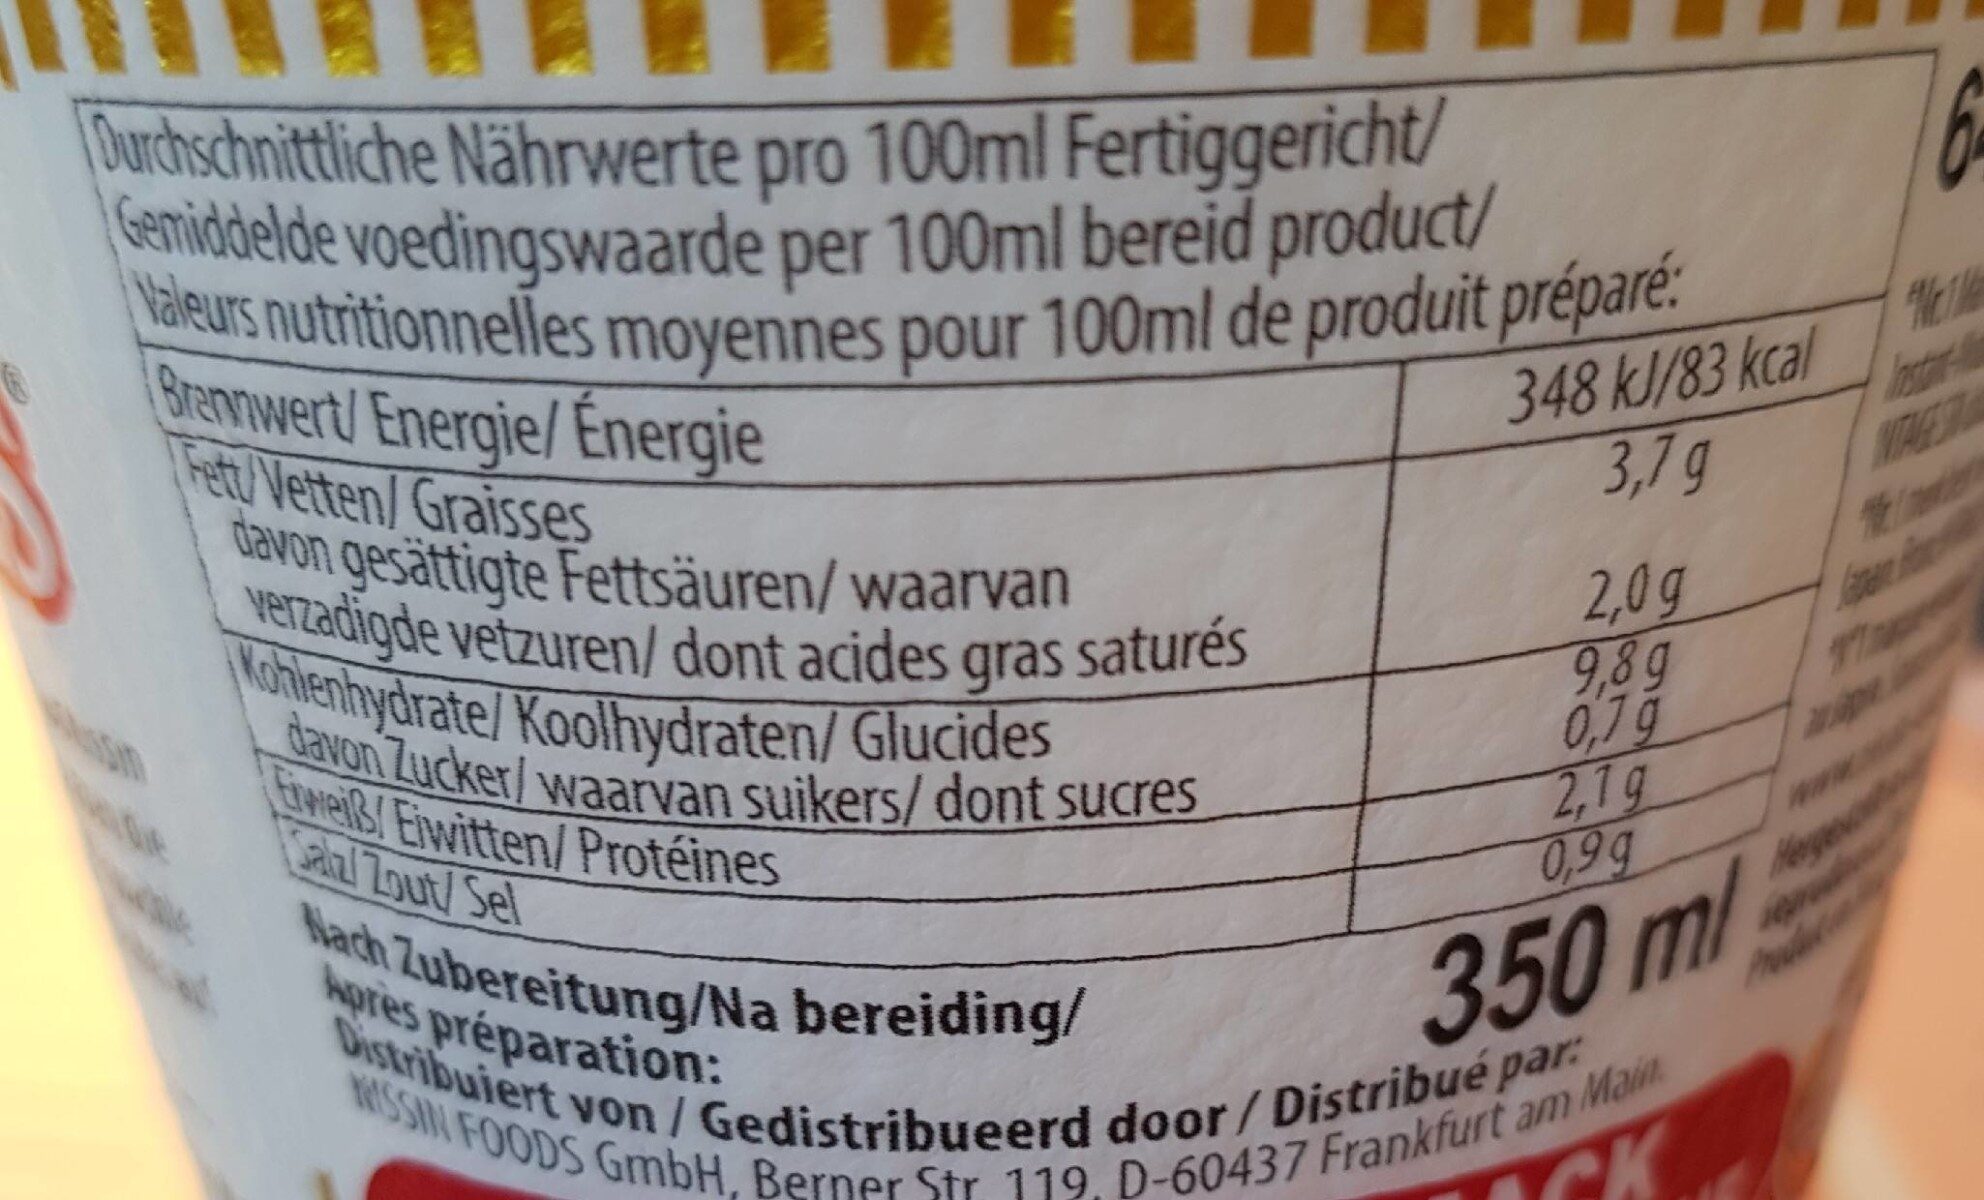 Durchschnittliche Nährwerte pro 100ml Fertiggericht/
Gemiddelde voedingswaarde per 100ml bereid product/
Valeurs nutritionnelles moyennes pour 100ml de produit préparé:
Brennwert/ Energie/ Énergie 348 kJ/83 kcal
Fett/ Vetten/ Graisses 3,7 g
davon gesättigte Fettsäuren/ waarvan
verzadigde vetzuren/ dont acides gras saturés 2,0 g
Kohlenhydrate/ Koolhydraten/ Glucides 9,8 g
davon Zucker/ waarvan suikers/ dont sucres 0,7 g
Eiweiß/ Eiwitten/ Protéines 2,1 g
Salz/ Zout/ Sel 0,9 g
Nach Zubereitung/Na bereiding/
Après préparation: 350 ml
Distribuiert von / Gedistribueerd door / Distribué par:
NISSIN FOODS GmbH, Berner Str. 119, D-60437 Frankfurt am Main.